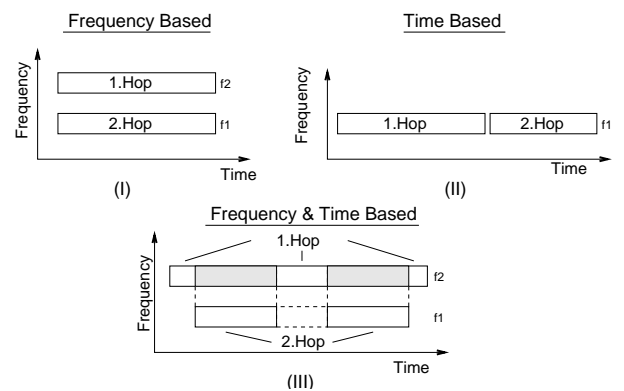 Frequency Based
Frequency
1.Hop
f2
2.Hop
f1
Time
(I)
Time Based
Frequency
1.Hop
2.Hop
f1
Time
(II)
Frequency & Time Based
Frequency
1.Hop
f2
f1
2.Hop
Time
(III)